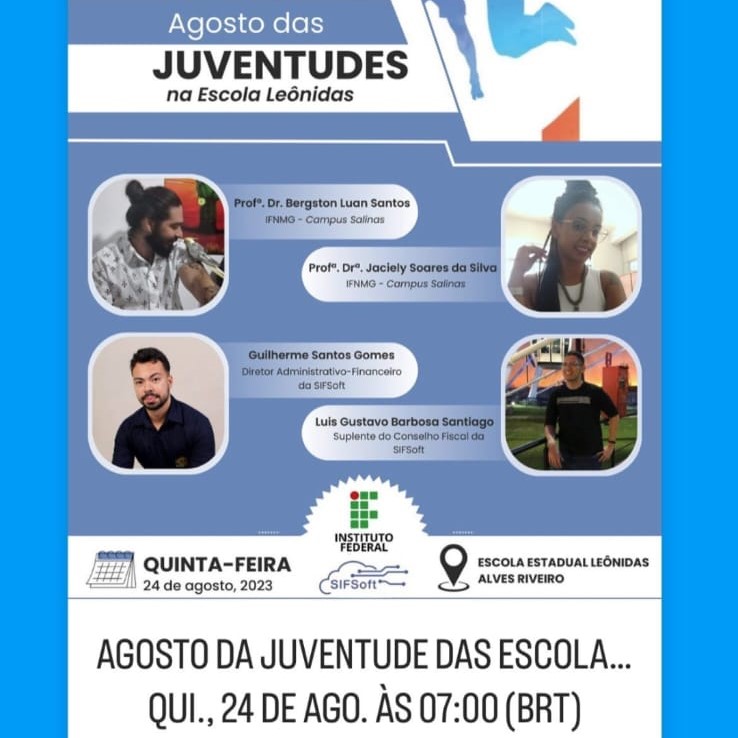 Agosto das
JUVENTUDES
na Escola Leônidas
Profº. Dr. Bergston Luan Santos
IFNMG - Campus Salinas
Profª. Drª. Jaciely Soares da Silva
IFNMG - Campus Salinas
Guilherme Santos Gomes
Diretor Administrativo-Financeiro
da SIFSoft
Luis Gustavo Barbosa Santiago
Suplente do Conselho Fiscal da
SIFSoft
INSTITUTO
FEDERAL
QUINTA-FEIRA
24 de agosto, 2023
SIFSoft
ESCOLA ESTADUAL LEÔNIDAS
ALVES RIVEIRO
AGOSTO DA JUVENTUDE DAS ESCOLA...
QUI., 24 DE AGO. ÀS 07:00 (BRT)